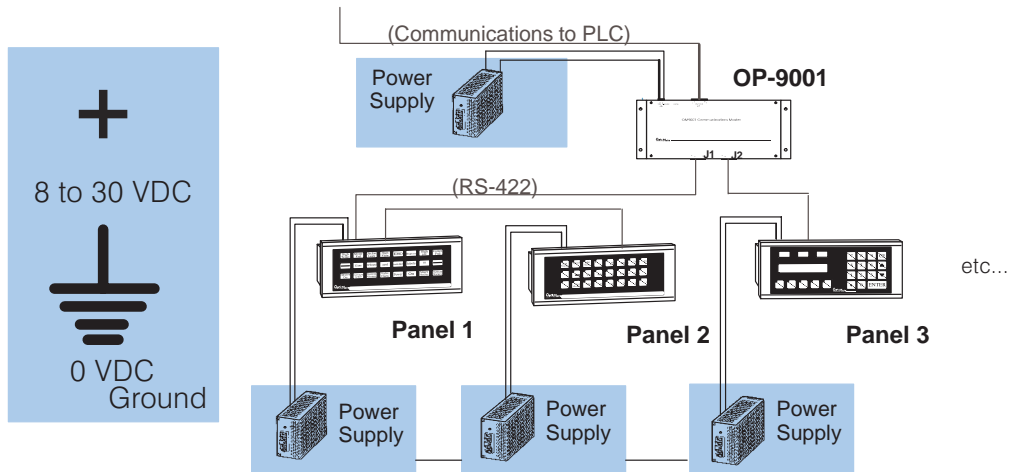 (Communications to PLC)
Power
Supply
OP-9001
J1 J2
+
8 to 30 VDC
0 VDC
Ground
(RS-422)
Panel 1
Panel 2
Panel 3
ENTER
etc...
Power
Supply
Power
Supply
Power
Supply